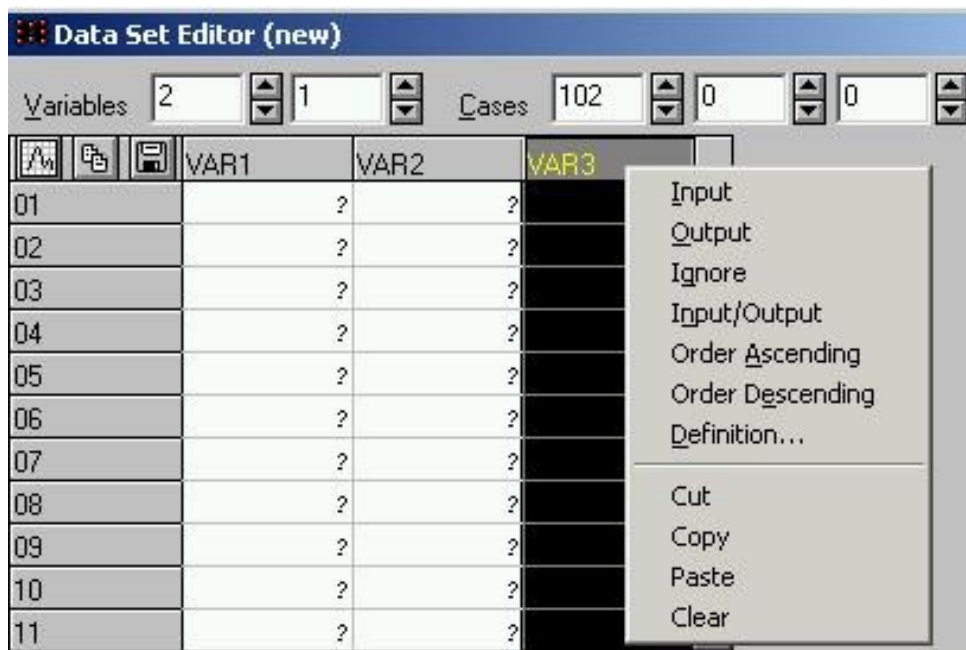 Data Set Editor (new)
Variables 2 1 Cases 102 0 0
VAR1 VAR2 VAR3
01 ? ?
02 ? ?
03 ? ?
04 ? ?
05 ? ?
06 ? ?
07 ? ?
08 ? ?
09 ? ?
10 ? ?
11 ? ?
Input
Output
Ignore
Input/Output
Order Ascending
Order Descending
Definition...
Cut
Copy
Paste
Clear